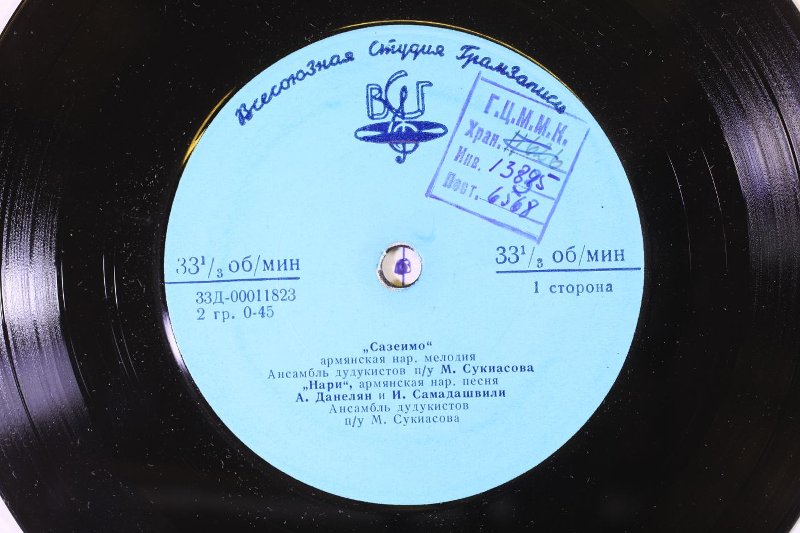 Всесоюзная Студия Грамзаписи
ВСГ
Г.Ц.М.М.К.
Хран.
Инв. 13895
Пост. 6568
33¹/₃ об/мин
33Д-00011823
2 гр. 0-45
33¹/₃ об/мин
1 сторона
„Сазеимо“
армянская нар. мелодия
Ансамбль дудукистов п/у М. Сукиасова
„Нари“, армянская нар. песня
А. Данелян и И. Самадашвили
Ансамбль дудукистов
п/у М. Сукиасова